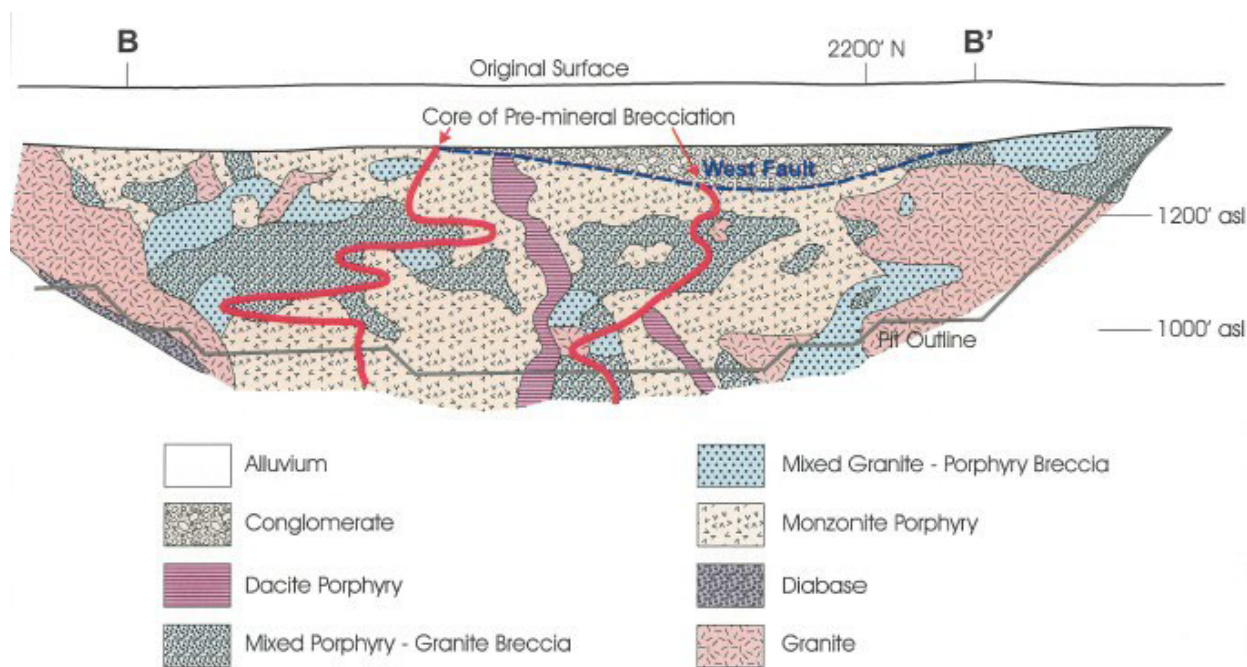 B
2200' N
B'
Original Surface
Core of Pre-mineral Brecciation
West Fault
1200' asl
1000' asl
Pit Outline
Alluvium
Mixed Granite - Porphyry Breccia
Conglomerate
Monzonite Porphyry
Dacite Porphyry
Diabase
Mixed Porphyry - Granite Breccia
Granite